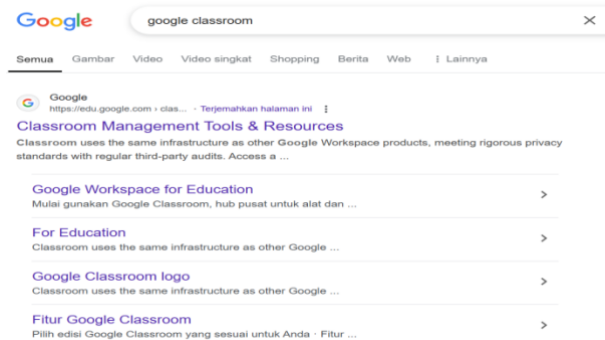 Google
google classroom
Semua Gambar Video Video singkat Shopping Berita Web Lainnya
Google
https://edu.google.com › clas... · Terjemahkan halaman ini
Classroom Management Tools & Resources
Classroom uses the same infrastructure as other Google Workspace products, meeting rigorous privacy
standards with regular third-party audits. Access a ...
Google Workspace for Education
Mulai gunakan Google Classroom, hub pusat untuk alat dan ...
For Education
Classroom uses the same infrastructure as other Google ...
Google Classroom logo
Classroom uses the same infrastructure as other Google ...
Fitur Google Classroom
Pilih edisi Google Classroom yang sesuai untuk Anda · Fitur ...